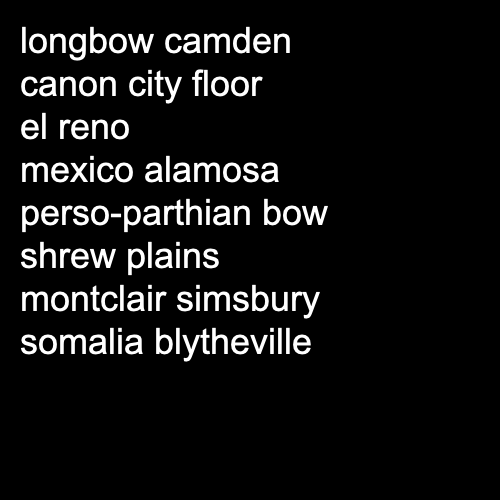 longbow camden
canon city floor
el reno
mexico alamosa
perso-parthian bow
shrew plains
montclair simsbury
somalia blytheville